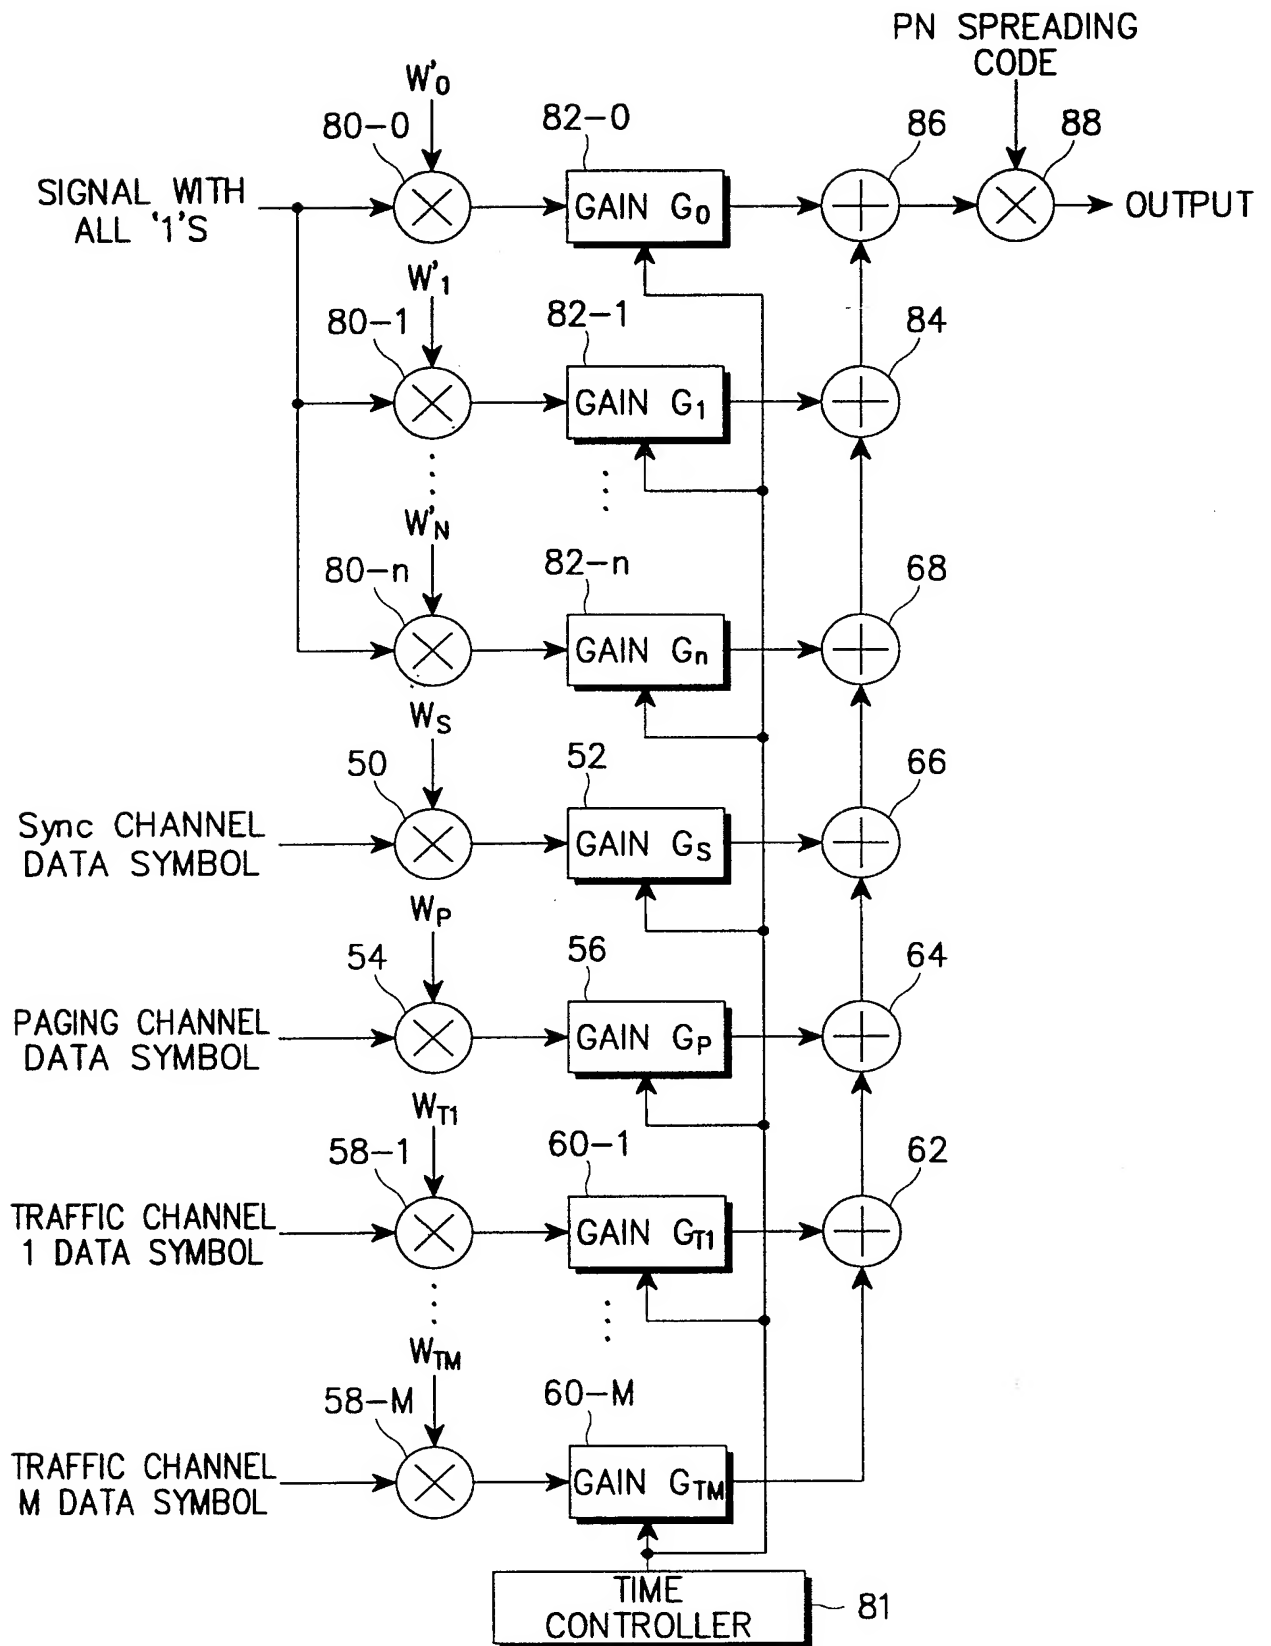 PN SPREADING
CODE
W'0
80-0
82-0
86
88
SIGNAL WITH
ALL '1'S
GAIN G0
OUTPUT
W'1
80-1
82-1
84
GAIN G1
W'N
80-n
82-n
68
GAIN Gn
WS
50
52
66
Sync CHANNEL
DATA SYMBOL
GAIN GS
WP
54
56
64
PAGING CHANNEL
DATA SYMBOL
GAIN GP
WT1
58-1
60-1
62
TRAFFIC CHANNEL
1 DATA SYMBOL
GAIN GT1
WTM
58-M
60-M
TRAFFIC CHANNEL
M DATA SYMBOL
GAIN GTM
TIME
CONTROLLER
81